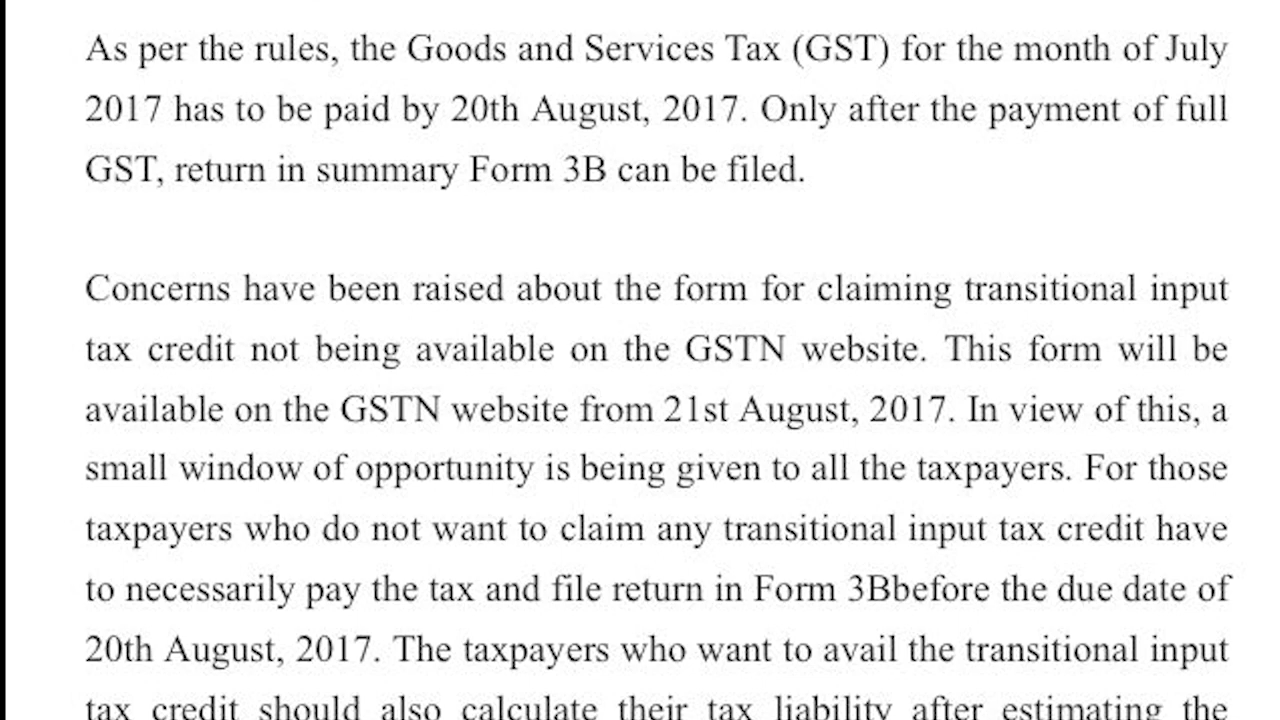 As per the rules, the Goods and Services Tax (GST) for the month of July
2017 has to be paid by 20th August, 2017. Only after the payment of full
GST, return in summary Form 3B can be filed.
Concerns have been raised about the form for claiming transitional input
tax credit not being available on the GSTN website. This form will be
available on the GSTN website from 21st August, 2017. In view of this, a
small window of opportunity is being given to all the taxpayers. For those
taxpayers who do not want to claim any transitional input tax credit have
to necessarily pay the tax and file return in Form 3Bbefore the due date of
20th August, 2017. The taxpayers who want to avail the transitional input
tax credit should also calculate their tax liability after estimating the